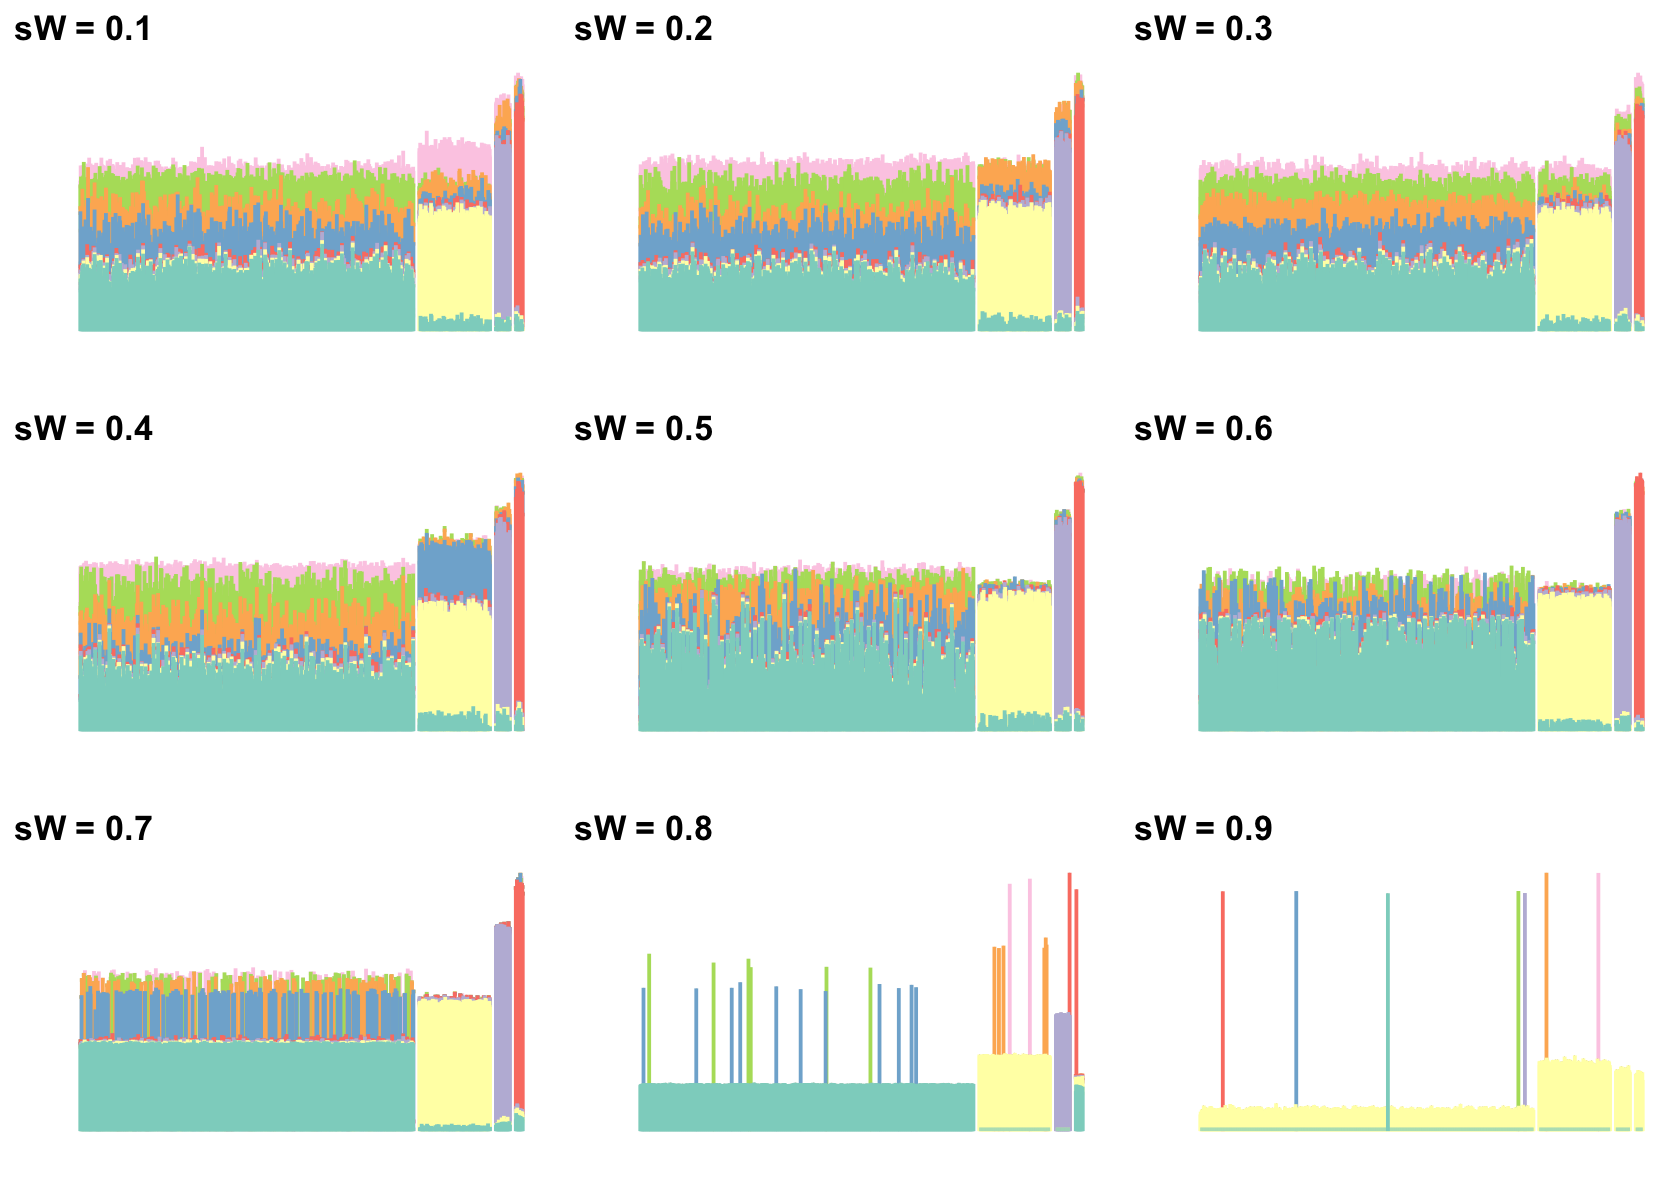 sW = 0.1
sW = 0.2
sW = 0.3
sW = 0.4
sW = 0.5
sW = 0.6
sW = 0.7
sW = 0.8
sW = 0.9